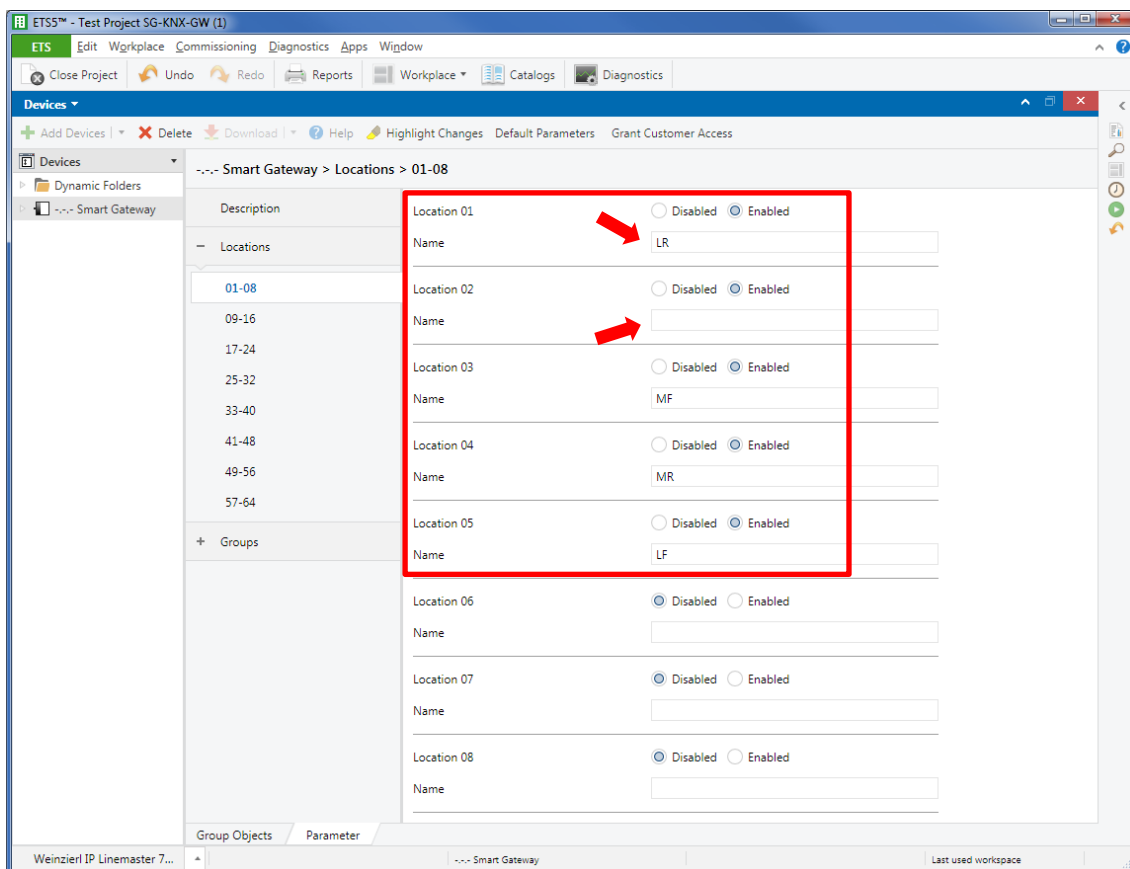 ETS5™ - Test Project SG-KNX-GW (1)
ETS Edit Workplace Commissioning Diagnostics Apps Window
Close Project Undo Redo Reports Workplace Catalogs Diagnostics
Devices
Add Devices Delete Download Help Highlight Changes Default Parameters Grant Customer Access
Devices
Dynamic Folders
-.-.- Smart Gateway
-.-.- Smart Gateway > Locations > 01-08
Description
− Locations
01-08
09-16
17-24
25-32
33-40
41-48
49-56
57-64
+ Groups
Location 01 Disabled Enabled
Name LR
Location 02 Disabled Enabled
Name
Location 03 Disabled Enabled
Name MF
Location 04 Disabled Enabled
Name MR
Location 05 Disabled Enabled
Name LF
Location 06 Disabled Enabled
Name
Location 07 Disabled Enabled
Name
Location 08 Disabled Enabled
Name
Group Objects Parameter
Weinzierl IP Linemaster 7... -.-.- Smart Gateway Last used workspace